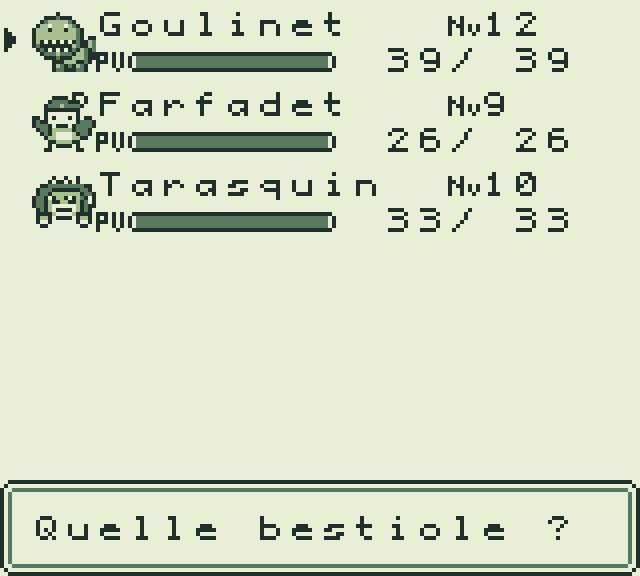 Goulinet Nv12
PV 39/ 39
Farfadet Nv9
PV 26/ 26
Tarasquin Nv10
PV 33/ 33
Quelle bestiole ?